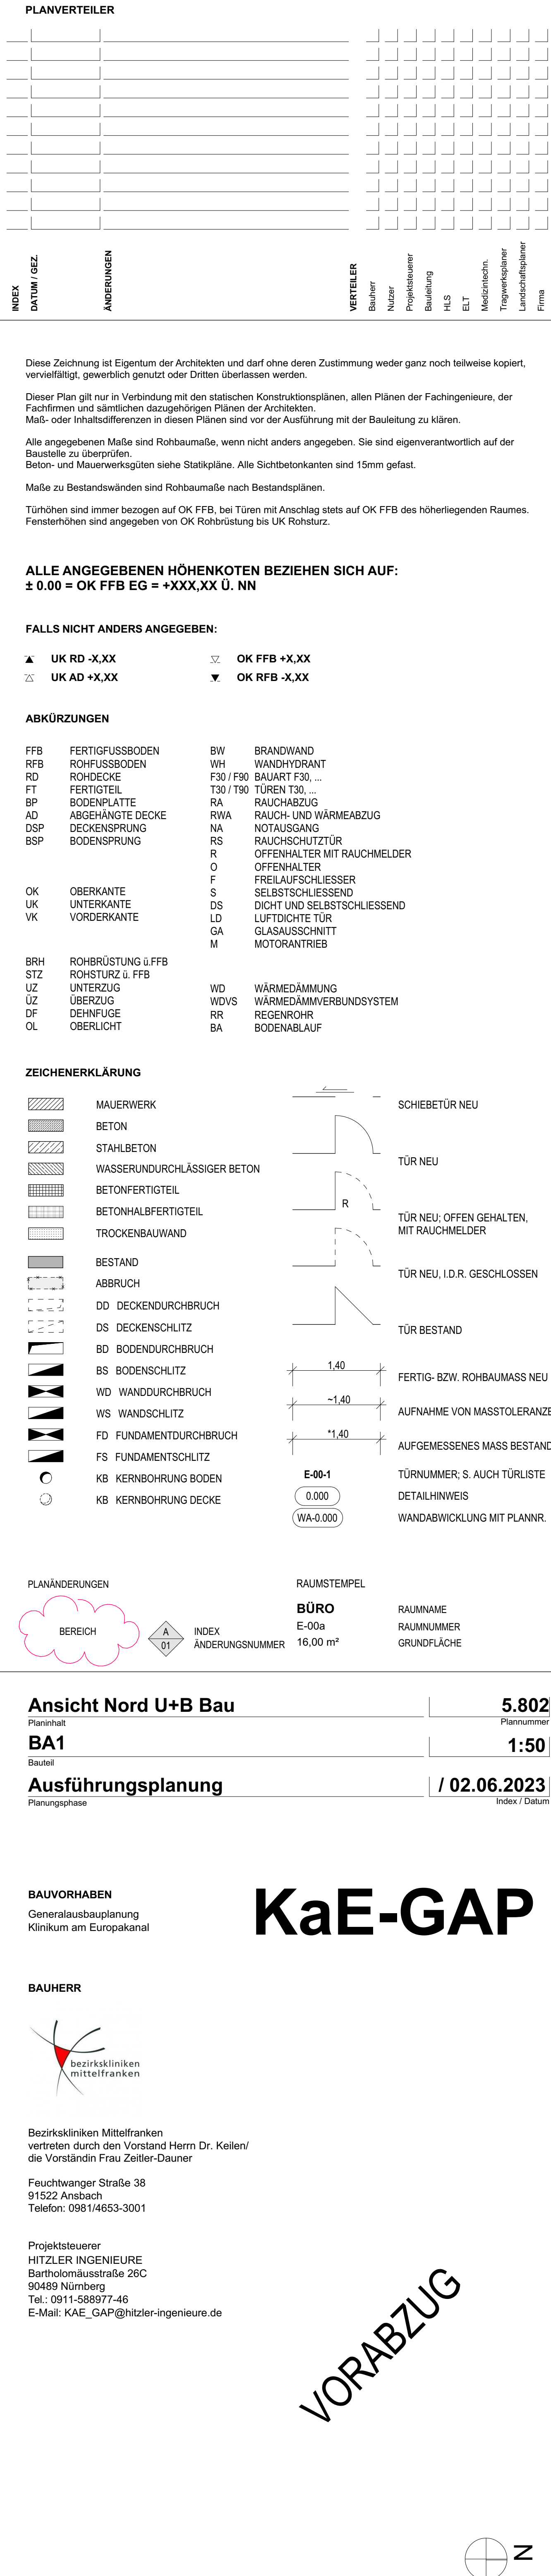 PLANVERTEILER
INDEX
DATUM / GEZ.
ÄNDERUNGEN
VERTEILER
Bauherr
Nutzer
Projektsteuerer
Bauleitung
HLS
ELT
Medizintechn.
Tragwerksplaner
Landschaftsplaner
Firma
Diese Zeichnung ist Eigentum der Architekten und darf ohne deren Zustimmung weder ganz noch teilweise kopiert,
vervielfältigt, gewerblich genutzt oder Dritten überlassen werden.
Dieser Plan gilt nur in Verbindung mit den statischen Konstruktionsplänen, allen Plänen der Fachingenieure, der
Fachfirmen und sämtlichen dazugehörigen Plänen der Architekten.
Maß- oder Inhaltsdifferenzen in diesen Plänen sind vor der Ausführung mit der Bauleitung zu klären.
Alle angegebenen Maße sind Rohbaumaße, wenn nicht anders angegeben. Sie sind eigenverantwortlich auf der
Baustelle zu überprüfen.
Beton- und Mauerwerksgüten siehe Statikpläne. Alle Sichtbetonkanten sind 15mm gefast.
Maße zu Bestandswänden sind Rohbaumaße nach Bestandsplänen.
Türhöhen sind immer bezogen auf OK FFB, bei Türen mit Anschlag stets auf OK FFB des höherliegenden Raumes.
Fensterhöhen sind angegeben von OK Rohbrüstung bis UK Rohsturz.
ALLE ANGEGEBENEN HÖHENKOTEN BEZIEHEN SICH AUF:
± 0.00 = OK FFB EG = +XXX,XX Ü. NN
FALLS NICHT ANDERS ANGEGEBEN:
UK RD -X,XX OK FFB +X,XX
UK AD +X,XX OK RFB -X,XX
ABKÜRZUNGEN
FFB FERTIGFUSSBODEN
RFB ROHFUSSBODEN
RD ROHDECKE
FT FERTIGTEIL
BP BODENPLATTE
AD ABGEHÄNGTE DECKE
DSP DECKENSPRUNG
BSP BODENSPRUNG
OK OBERKANTE
UK UNTERKANTE
VK VORDERKANTE
BRH ROHBRÜSTUNG ü.FFB
STZ ROHSTURZ ü. FFB
UZ UNTERZUG
ÜZ ÜBERZUG
DF DEHNFUGE
OL OBERLICHT
BW BRANDWAND
WH WANDHYDRANT
F30 / F90 BAUART F30, ...
T30 / T90 TÜREN T30, ...
RA RAUCHABZUG
RWA RAUCH- UND WÄRMEABZUG
NA NOTAUSGANG
RS RAUCHSCHUTZTÜR
R OFFENHALTER MIT RAUCHMELDER
O OFFENHALTER
F FREILAUFSCHLIESSER
S SELBSTSCHLIESSEND
DS DICHT UND SELBSTSCHLIESSEND
LD LUFTDICHTE TÜR
GA GLASAUSSCHNITT
M MOTORANTRIEB
WD WÄRMEDÄMMUNG
WDVS WÄRMEDÄMMVERBUNDSYSTEM
RR REGENROHR
BA BODENABLAUF
ZEICHENERKLÄRUNG
MAUERWERK
BETON
STAHLBETON
WASSERUNDURCHLÄSSIGER BETON
BETONFERTIGTEIL
BETONHALBFERTIGTEIL
TROCKENBAUWAND
BESTAND
ABBRUCH
DD DECKENDURCHBRUCH
DS DECKENSCHLITZ
BD BODENDURCHBRUCH
BS BODENSCHLITZ
WD WANDDURCHBRUCH
WS WANDSCHLITZ
FD FUNDAMENTDURCHBRUCH
FS FUNDAMENTSCHLITZ
KB KERNBOHRUNG BODEN
KB KERNBOHRUNG DECKE
SCHIEBETÜR NEU
TÜR NEU
R
TÜR NEU; OFFEN GEHALTEN,
MIT RAUCHMELDER
TÜR NEU, I.D.R. GESCHLOSSEN
TÜR BESTAND
1,40 FERTIG- BZW. ROHBAUMASS NEU
~1,40 AUFNAHME VON MASSTOLERANZE
*1,40 AUFGEMESSENES MASS BESTAND
E-00-1 TÜRNUMMER; S. AUCH TÜRLISTE
0.000 DETAILHINWEIS
WA-0.000 WANDABWICKLUNG MIT PLANNR.
PLANÄNDERUNGEN
BEREICH
A
01
INDEX
ÄNDERUNGSNUMMER
RAUMSTEMPEL
BÜRO RAUMNAME
E-00a RAUMNUMMER
16,00 m² GRUNDFLÄCHE
Ansicht Nord U+B Bau 5.802
Planinhalt Plannummer
BA1 1:50
Bauteil
Ausführungsplanung / 02.06.2023
Planungsphase Index / Datum
BAUVORHABEN
Generalausbauplanung
Klinikum am Europakanal
KaE-GAP
BAUHERR
bezirkskliniken
mittelfranken
Bezirkskliniken Mittelfranken
vertreten durch den Vorstand Herrn Dr. Keilen/
die Vorständin Frau Zeitler-Dauner
Feuchtwanger Straße 38
91522 Ansbach
Telefon: 0981/4653-3001
Projektsteuerer
HITZLER INGENIEURE
Bartholomäusstraße 26C
90489 Nürnberg
Tel.: 0911-588977-46
E-Mail: KAE_GAP@hitzler-ingenieure.de
VORABZUG
N